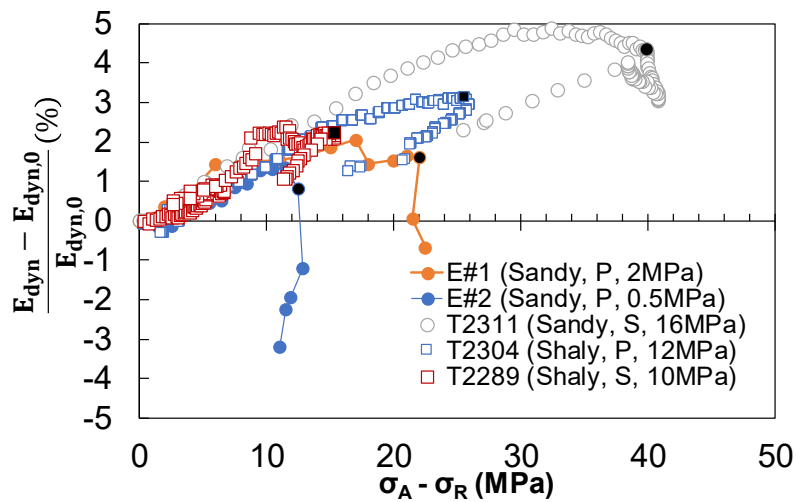 5
4
3
2
1
0
-1
-2
-3
-4
-5
E_dyn − E_dyn,0
E_dyn,0
(%)
E#1 (Sandy, P, 2MPa)
E#2 (Sandy, P, 0.5MPa)
T2311 (Sandy, S, 16MPa)
T2304 (Shaly, P, 12MPa)
T2289 (Shaly, S, 10MPa)
0 10 20 30 40 50
σ_A - σ_R (MPa)